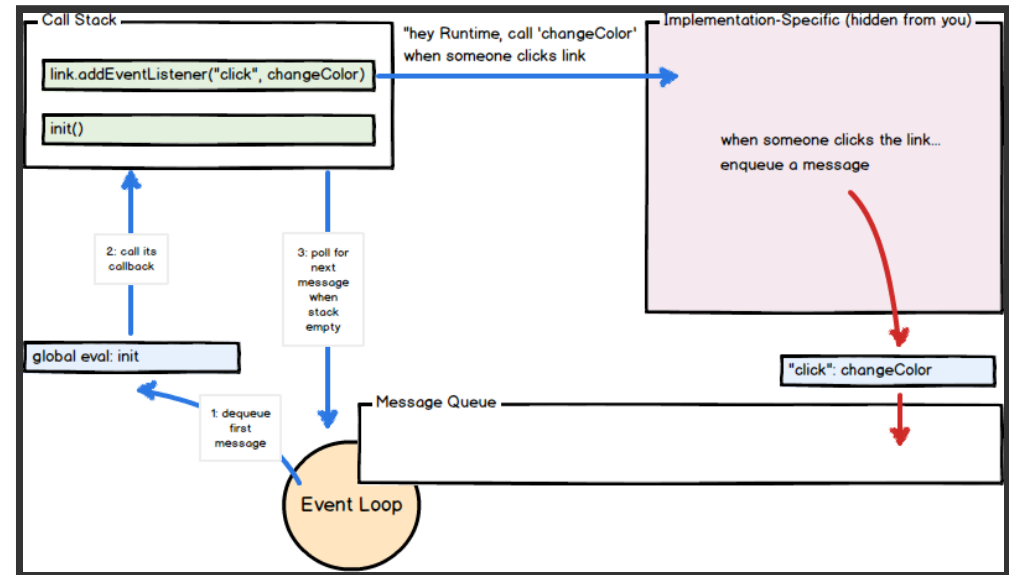 Call Stack
"hey Runtime, call 'changeColor'
when someone clicks link
Implementation-Specific (hidden from you)
link.addEventListener("click", changeColor)
init()
when someone clicks the link...
enqueue a message
2: call its
callback
3: poll for
next
message
when
stack
empty
global eval: init
"click": changeColor
1: dequeue
first
message
Message Queue
Event Loop